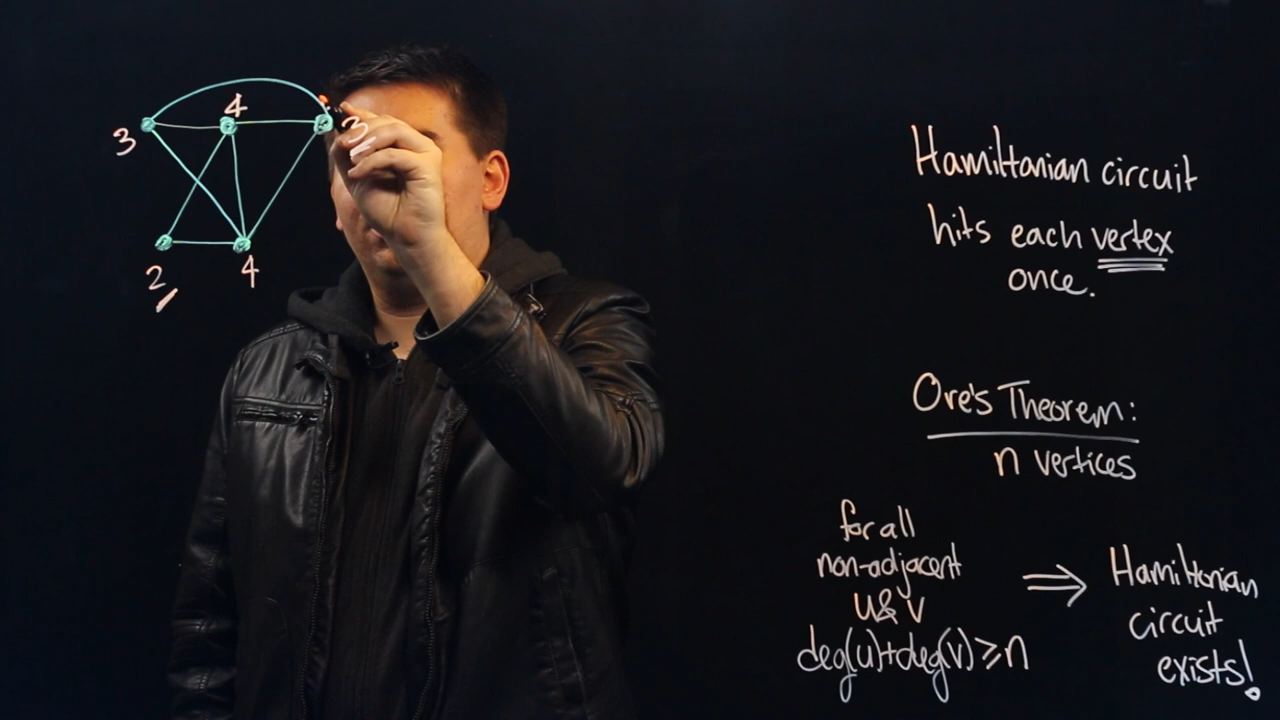 4
3
3
2
4
Hamiltonian circuit
hits each vertex
once.
Ore's Theorem:
n vertices
for all
non-adjacent
u & v
deg(u)+deg(v)≥n
⇒
Hamiltonian
circuit
exists!